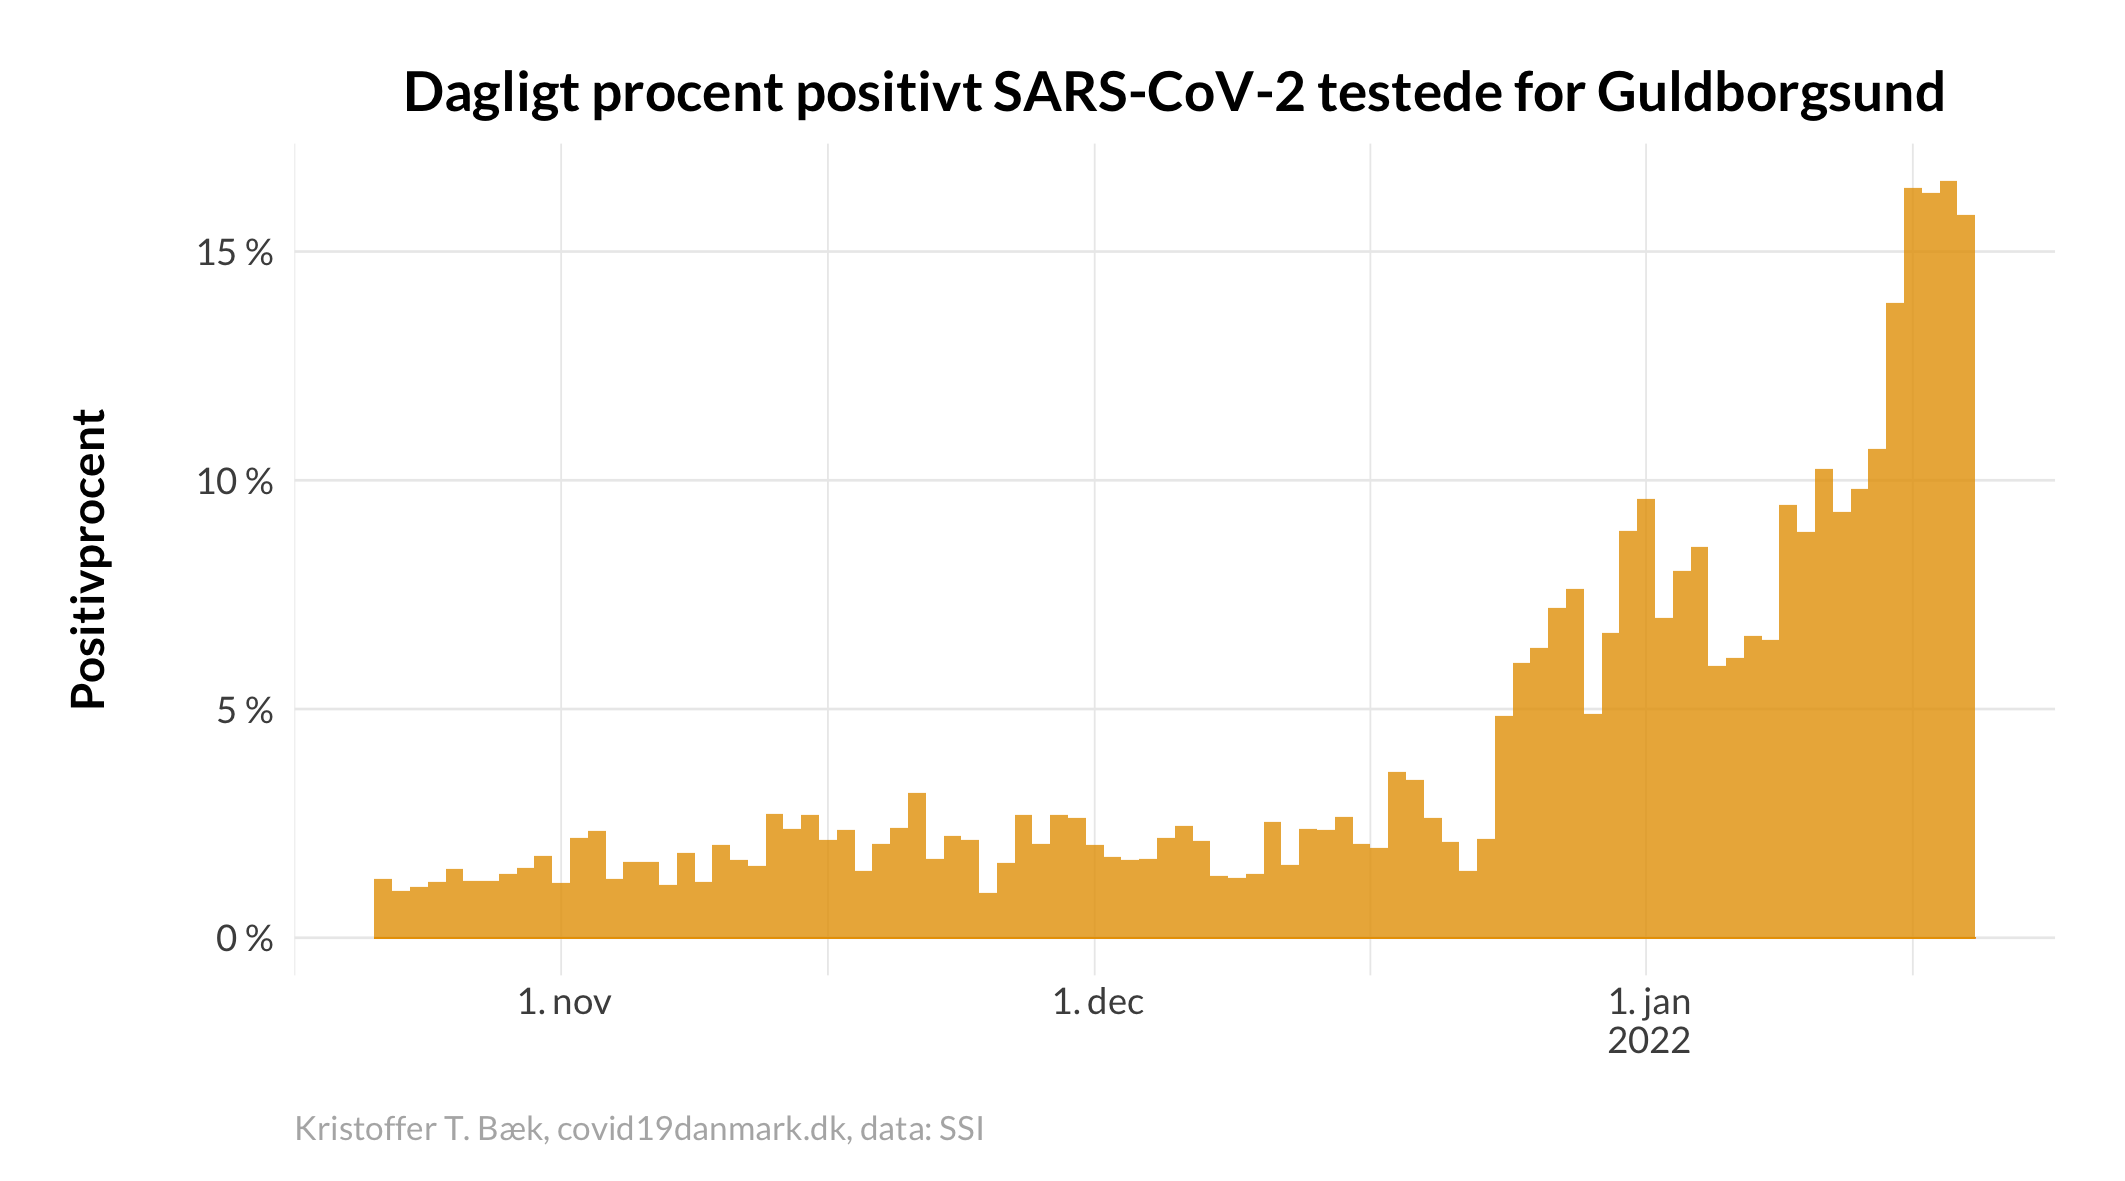 Dagligt procent positivt SARS-CoV-2 testede for Guldborgsund
Positivprocent
15 %
10 %
5 %
0 %
1. nov
1. dec
1. jan
2022
Kristoffer T. Bæk, covid19danmark.dk, data: SSI